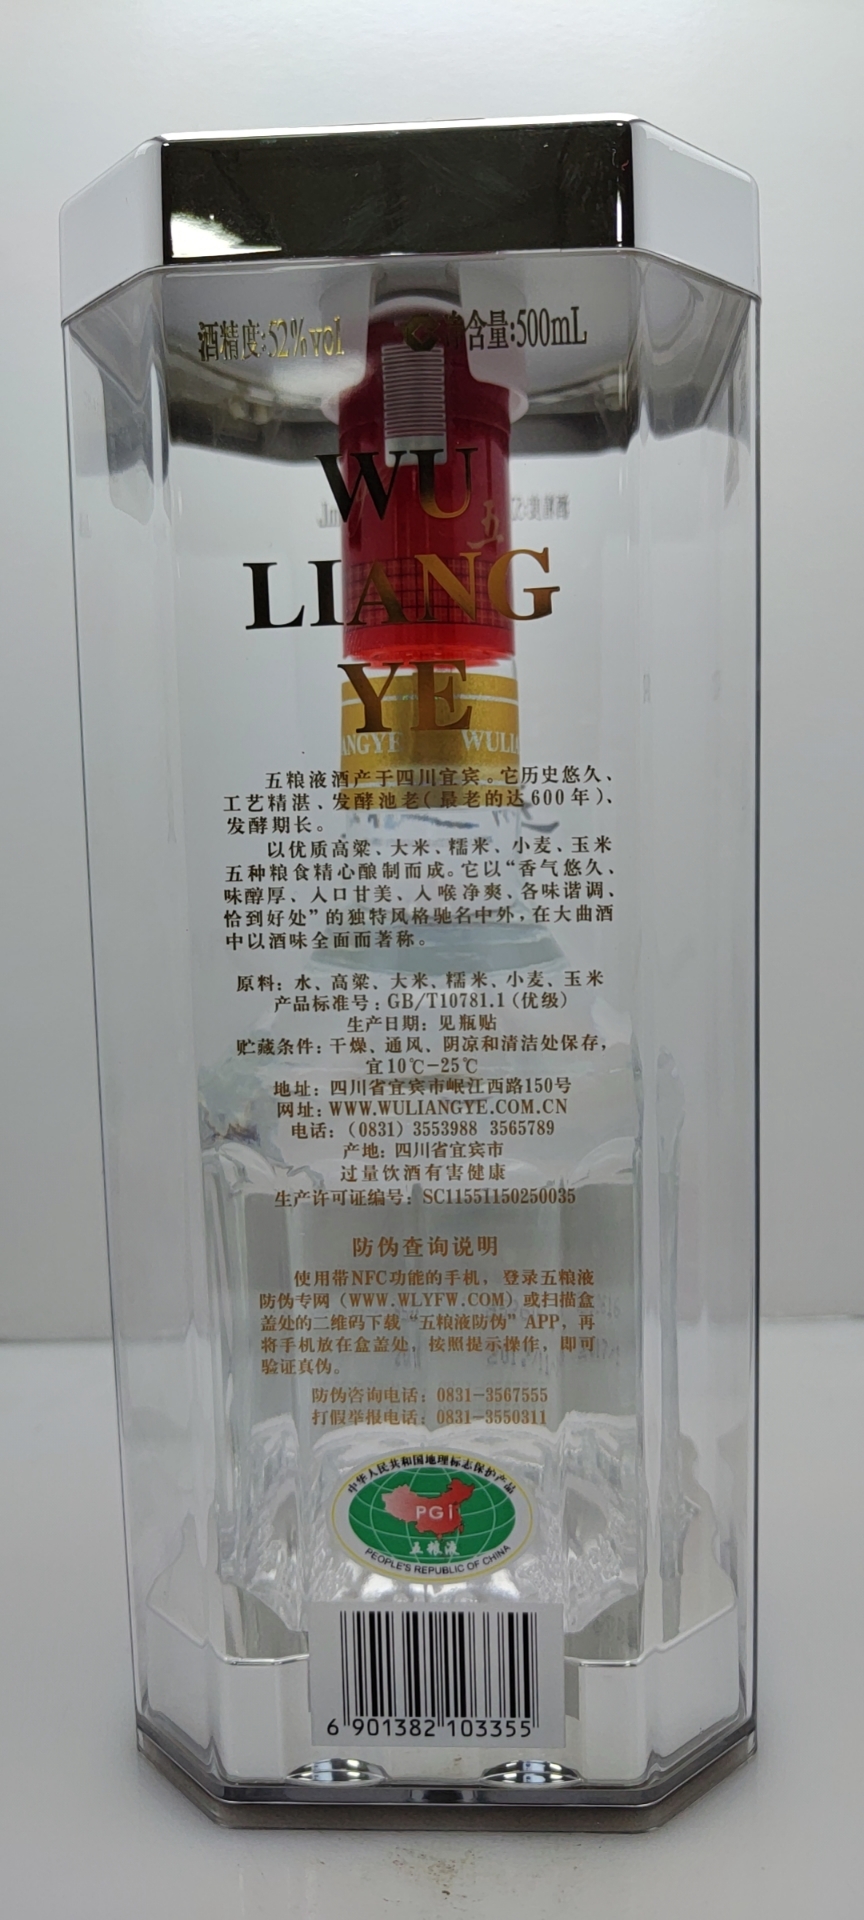 酒精度:52%vol
净含量:500mL
WU
LIANG
YE
ANGYE WULIA
五粮液酒产于四川宜宾。它历史悠久、
工艺精湛、发酵池老(最老的达600年)、
发酵期长。
以优质高粱、大米、糯米、小麦、玉米
五种粮食精心酿制而成。它以“香气悠久、
味醇厚、入口甘美、入喉净爽、各味谐调、
恰到好处”的独特风格驰名中外,在大曲酒
中以酒味全面而著称。
原料:水、高粱、大米、糯米、小麦、玉米
产品标准号:GB/T10781.1(优级)
生产日期:见瓶贴
贮藏条件:干燥、通风、阴凉和清洁处保存,
宜10℃-25℃
地址:四川省宜宾市岷江西路150号
网址:WWW.WULIANGYE.COM.CN
电话:(0831)3553988 3565789
产地:四川省宜宾市
过量饮酒有害健康
生产许可证编号:SC11551150250035
防伪查询说明
使用带NFC功能的手机,登录五粮液
防伪专网(WWW.WLYFW.COM)或扫描盒
盖处的二维码下载“五粮液防伪”APP,再
将手机放在盒盖处,按照提示操作,即可
验证真伪。
防伪咨询电话:0831-3567555
打假举报电话:0831-3550311
中华人民共和国地理标志保护产品
PGI
五粮液
PEOPLE'S REPUBLIC OF CHINA
6 901382 103355